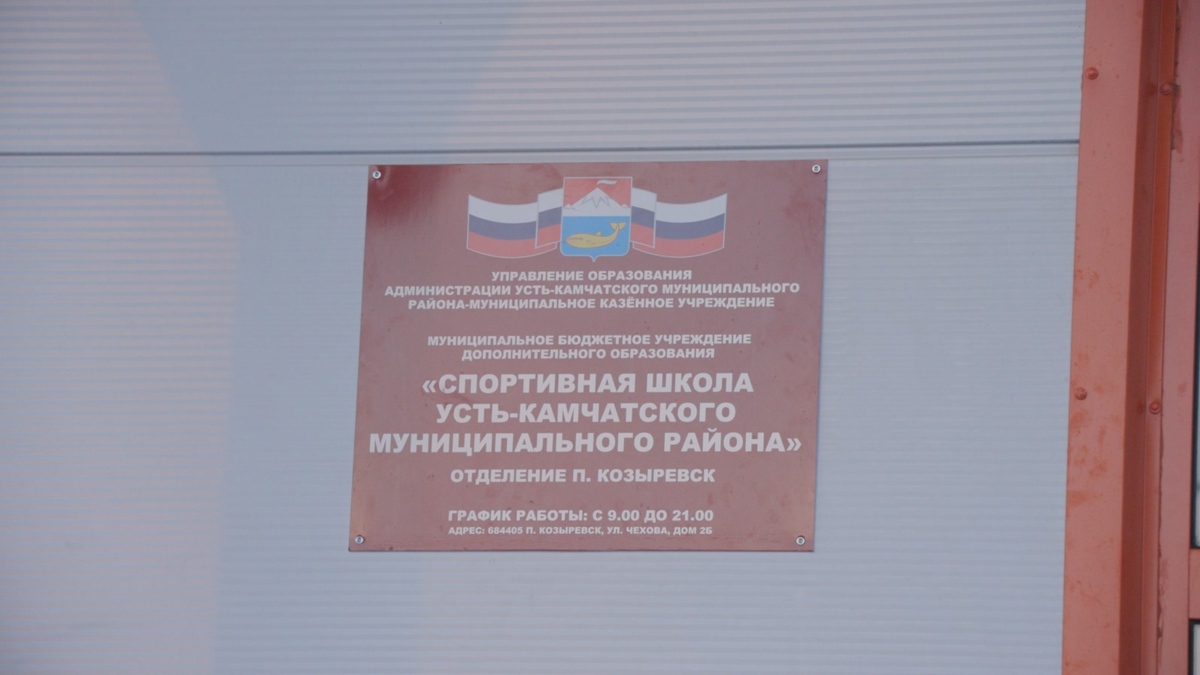 УПРАВЛЕНИЕ ОБРАЗОВАНИЯ
АДМИНИСТРАЦИИ УСТЬ-КАМЧАТСКОГО МУНИЦИПАЛЬНОГО
РАЙОНА-МУНИЦИПАЛЬНОЕ КАЗЁННОЕ УЧРЕЖДЕНИЕ
МУНИЦИПАЛЬНОЕ БЮДЖЕТНОЕ УЧРЕЖДЕНИЕ
ДОПОЛНИТЕЛЬНОГО ОБРАЗОВАНИЯ
«СПОРТИВНАЯ ШКОЛА
УСТЬ-КАМЧАТСКОГО
МУНИЦИПАЛЬНОГО РАЙОНА»
ОТДЕЛЕНИЕ П. КОЗЫРЕВСК
ГРАФИК РАБОТЫ: С 9.00 ДО 21.00
АДРЕС: 684405 П. КОЗЫРЕВСК, УЛ. ЧЕХОВА, ДОМ 2Б